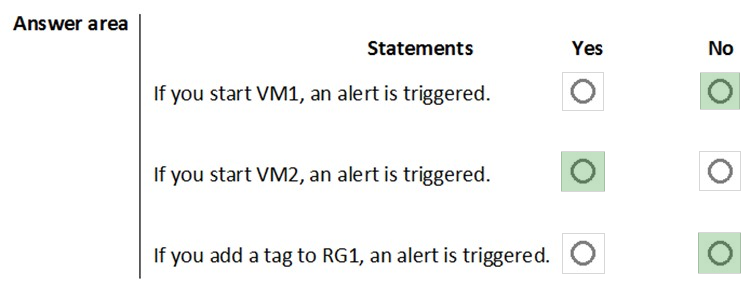 Answer area
Statements Yes No
If you start VM1, an alert is triggered.
If you start VM2, an alert is triggered.
If you add a tag to RG1, an alert is triggered.